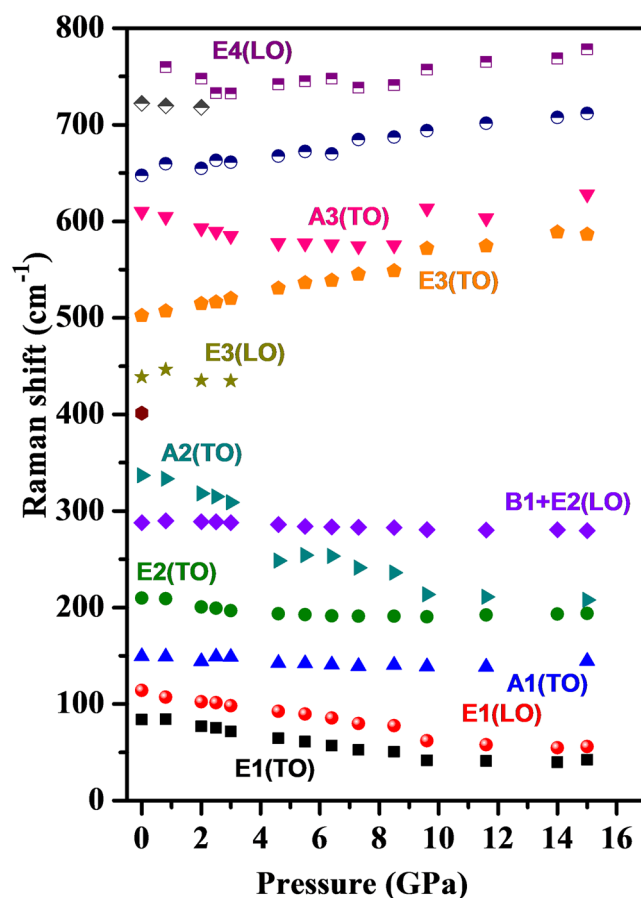 800
700
600
500
400
300
200
100
0
Raman shift (cm⁻¹)
E4(LO)
A3(TO)
E3(TO)
E3(LO)
A2(TO)
B1+E2(LO)
E2(TO)
A1(TO)
E1(LO)
E1(TO)
0 2 4 6 8 10 12 14 16
Pressure (GPa)